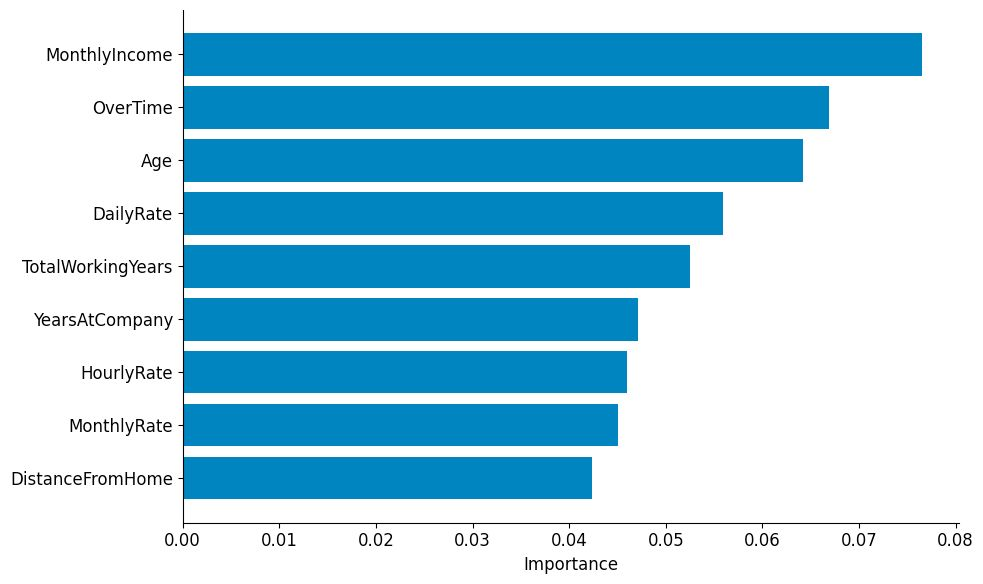 MonthlyIncome
OverTime
Age
DailyRate
TotalWorkingYears
YearsAtCompany
HourlyRate
MonthlyRate
DistanceFromHome
0.00 0.01 0.02 0.03 0.04 0.05 0.06 0.07 0.08
Importance